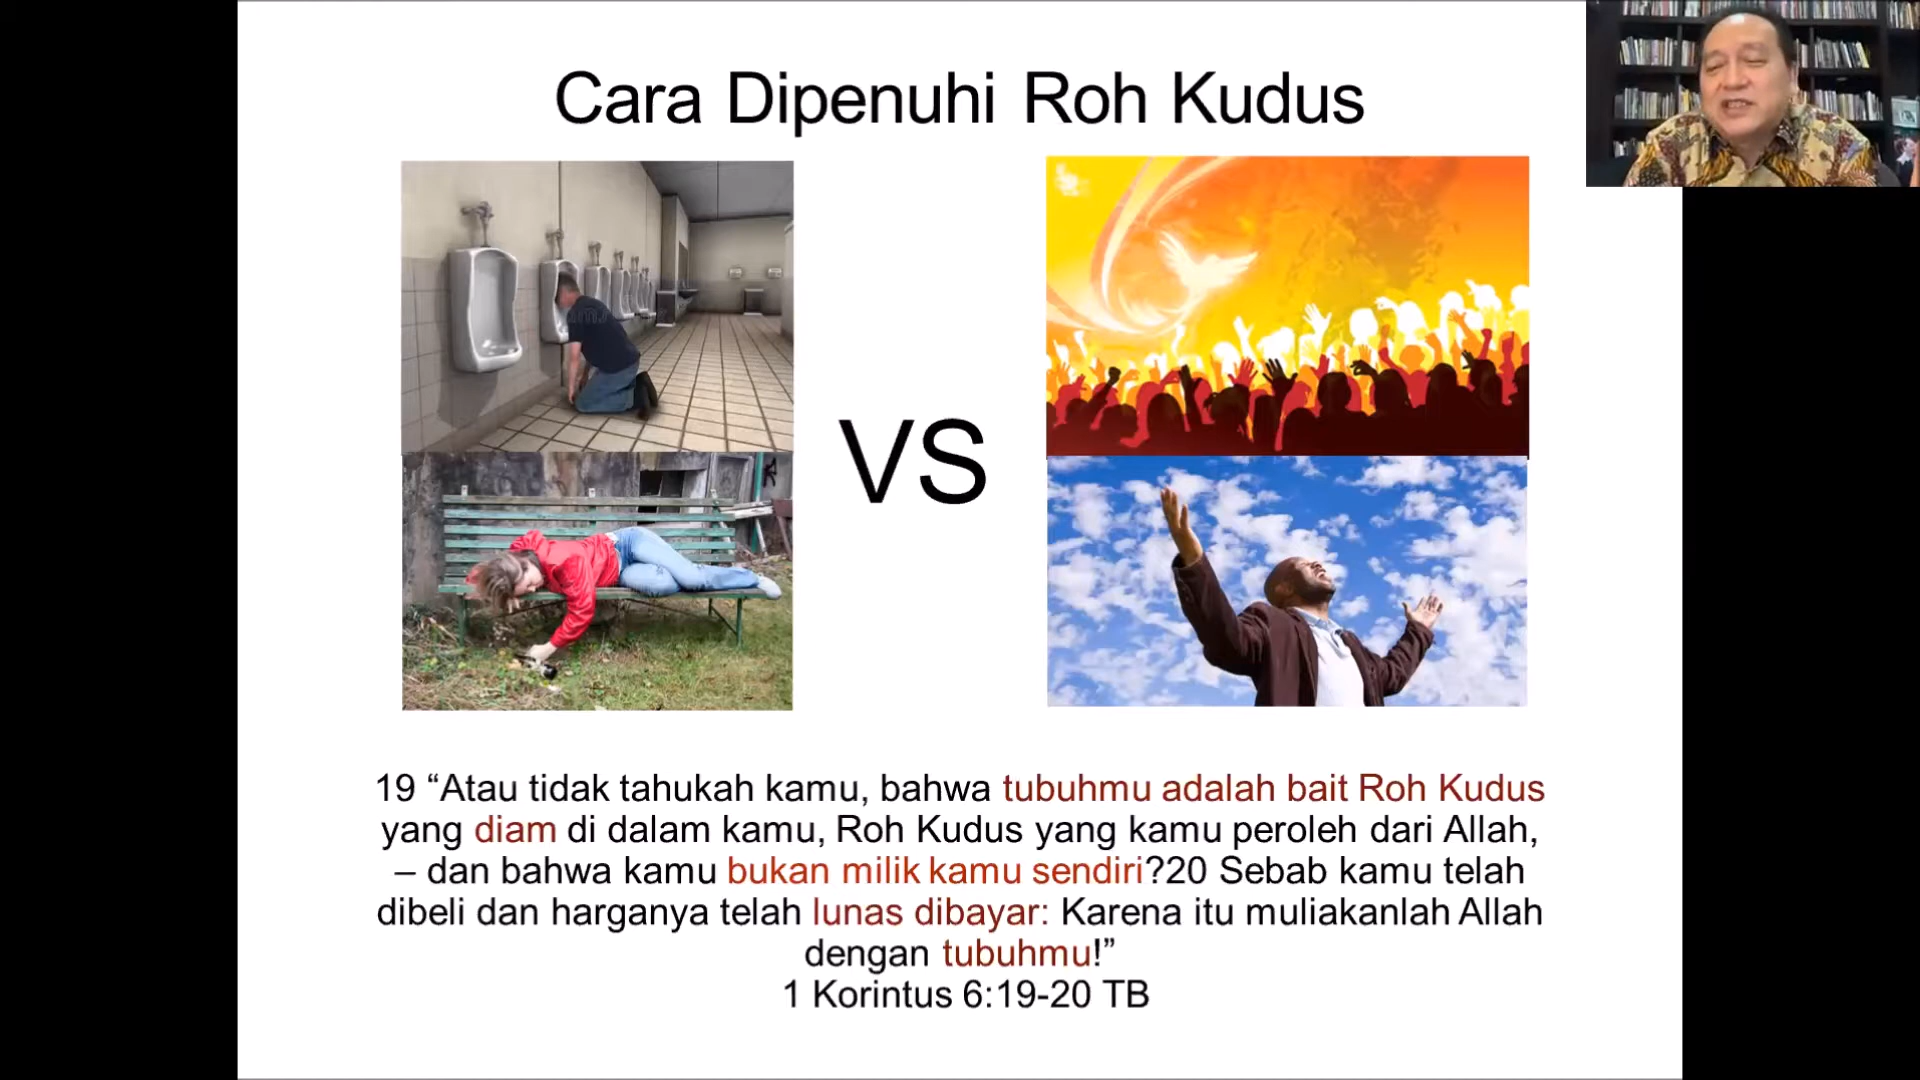 Cara Dipenuhi Roh Kudus
VS
19 “Atau tidak tahukah kamu, bahwa tubuhmu adalah bait Roh Kudus
yang diam di dalam kamu, Roh Kudus yang kamu peroleh dari Allah,
– dan bahwa kamu bukan milik kamu sendiri?20 Sebab kamu telah
dibeli dan harganya telah lunas dibayar: Karena itu muliakanlah Allah
dengan tubuhmu!”
1 Korintus 6:19-20 TB